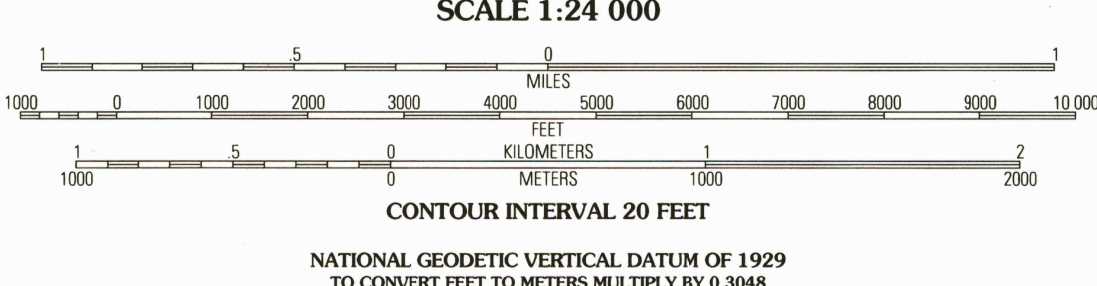 SCALE 1:24 000
1 .5 0 1
MILES
1000 0 1000 2000 3000 4000 5000 6000 7000 8000 9000 10 000
FEET
1 .5 0 KILOMETERS 1 2
1000 0 METERS 1000 2000
CONTOUR INTERVAL 20 FEET
NATIONAL GEODETIC VERTICAL DATUM OF 1929
TO CONVERT FEET TO METERS MULTIPLY BY 0.3048